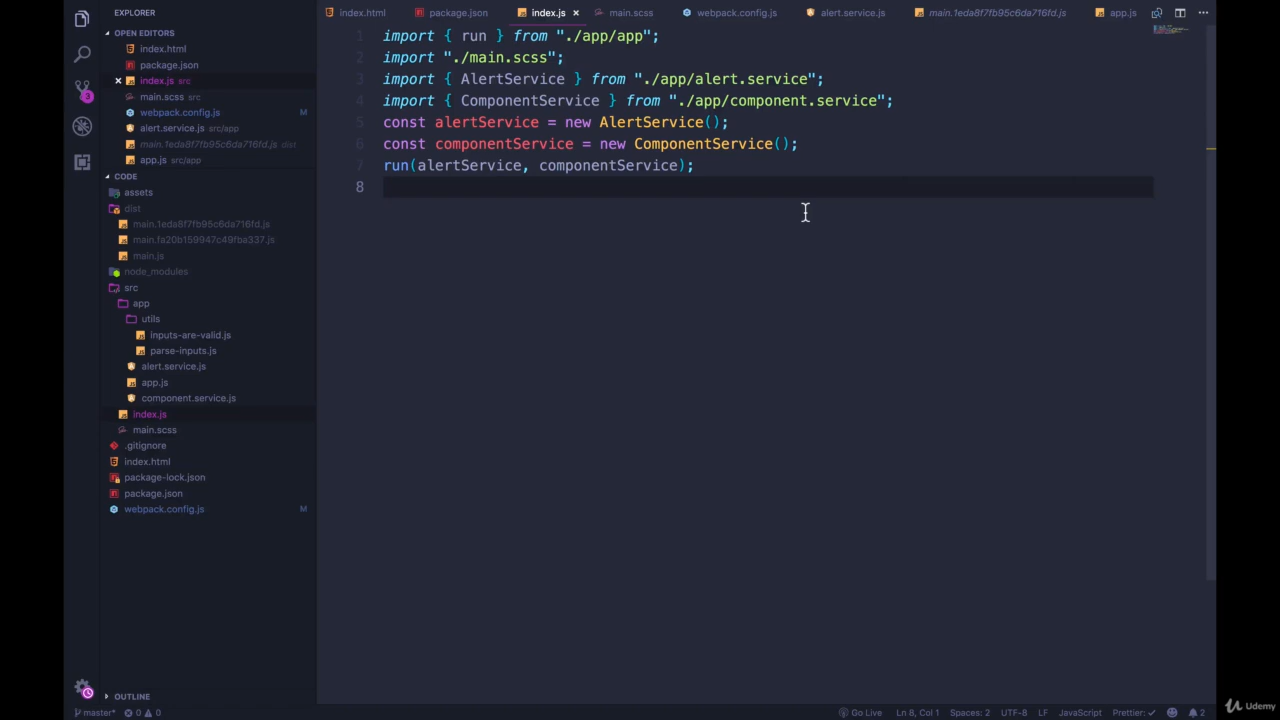 EXPLORER
OPEN EDITORS
index.html
package.json
index.js src
main.scss src
webpack.config.js M
alert.service.js src/app
main.1eda8f7fb95c6da716fd.js dist
app.js src/app
CODE
assets
dist
main.1eda8f7fb95c6da716fd.js
main.fa20b159947c49fba337.js
main.js
node_modules
src
app
utils
inputs-are-valid.js
parse-inputs.js
alert.service.js
app.js
component.service.js
index.js
main.scss
.gitignore
index.html
package-lock.json
package.json
webpack.config.js M
OUTLINE
3
index.html package.json index.js main.scss webpack.config.js alert.service.js main.1eda8f7fb95c6da716fd.js app.js
1 import { run } from "./app/app";
2 import "./main.scss";
3 import { AlertService } from "./app/alert.service";
4 import { ComponentService } from "./app/component.service";
5 const alertService = new AlertService();
6 const componentService = new ComponentService();
7 run(alertService, componentService);
8
master* 0 0 Go Live Ln 8, Col 1 Spaces: 2 UTF-8 LF JavaScript Prettier: ✓ 2
Udemy